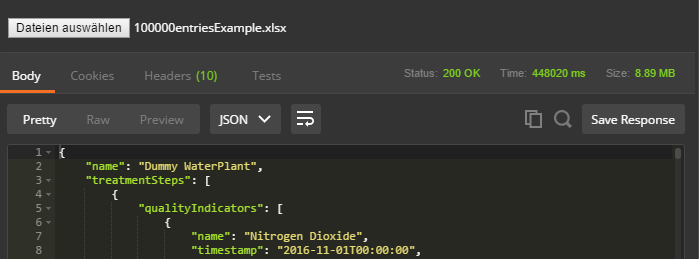 Dateien auswählen 100000entriesExample.xlsx
Body Cookies Headers (10) Tests Status: 200 OK Time: 448020 ms Size: 8.89 MB
Pretty Raw Preview JSON Save Response
1 {
2 "name": "Dummy WaterPlant",
3 "treatmentSteps": [
4 {
5 "qualityIndicators": [
6 {
7 "name": "Nitrogen Dioxide",
8 "timestamp": "2016-11-01T00:00:00",